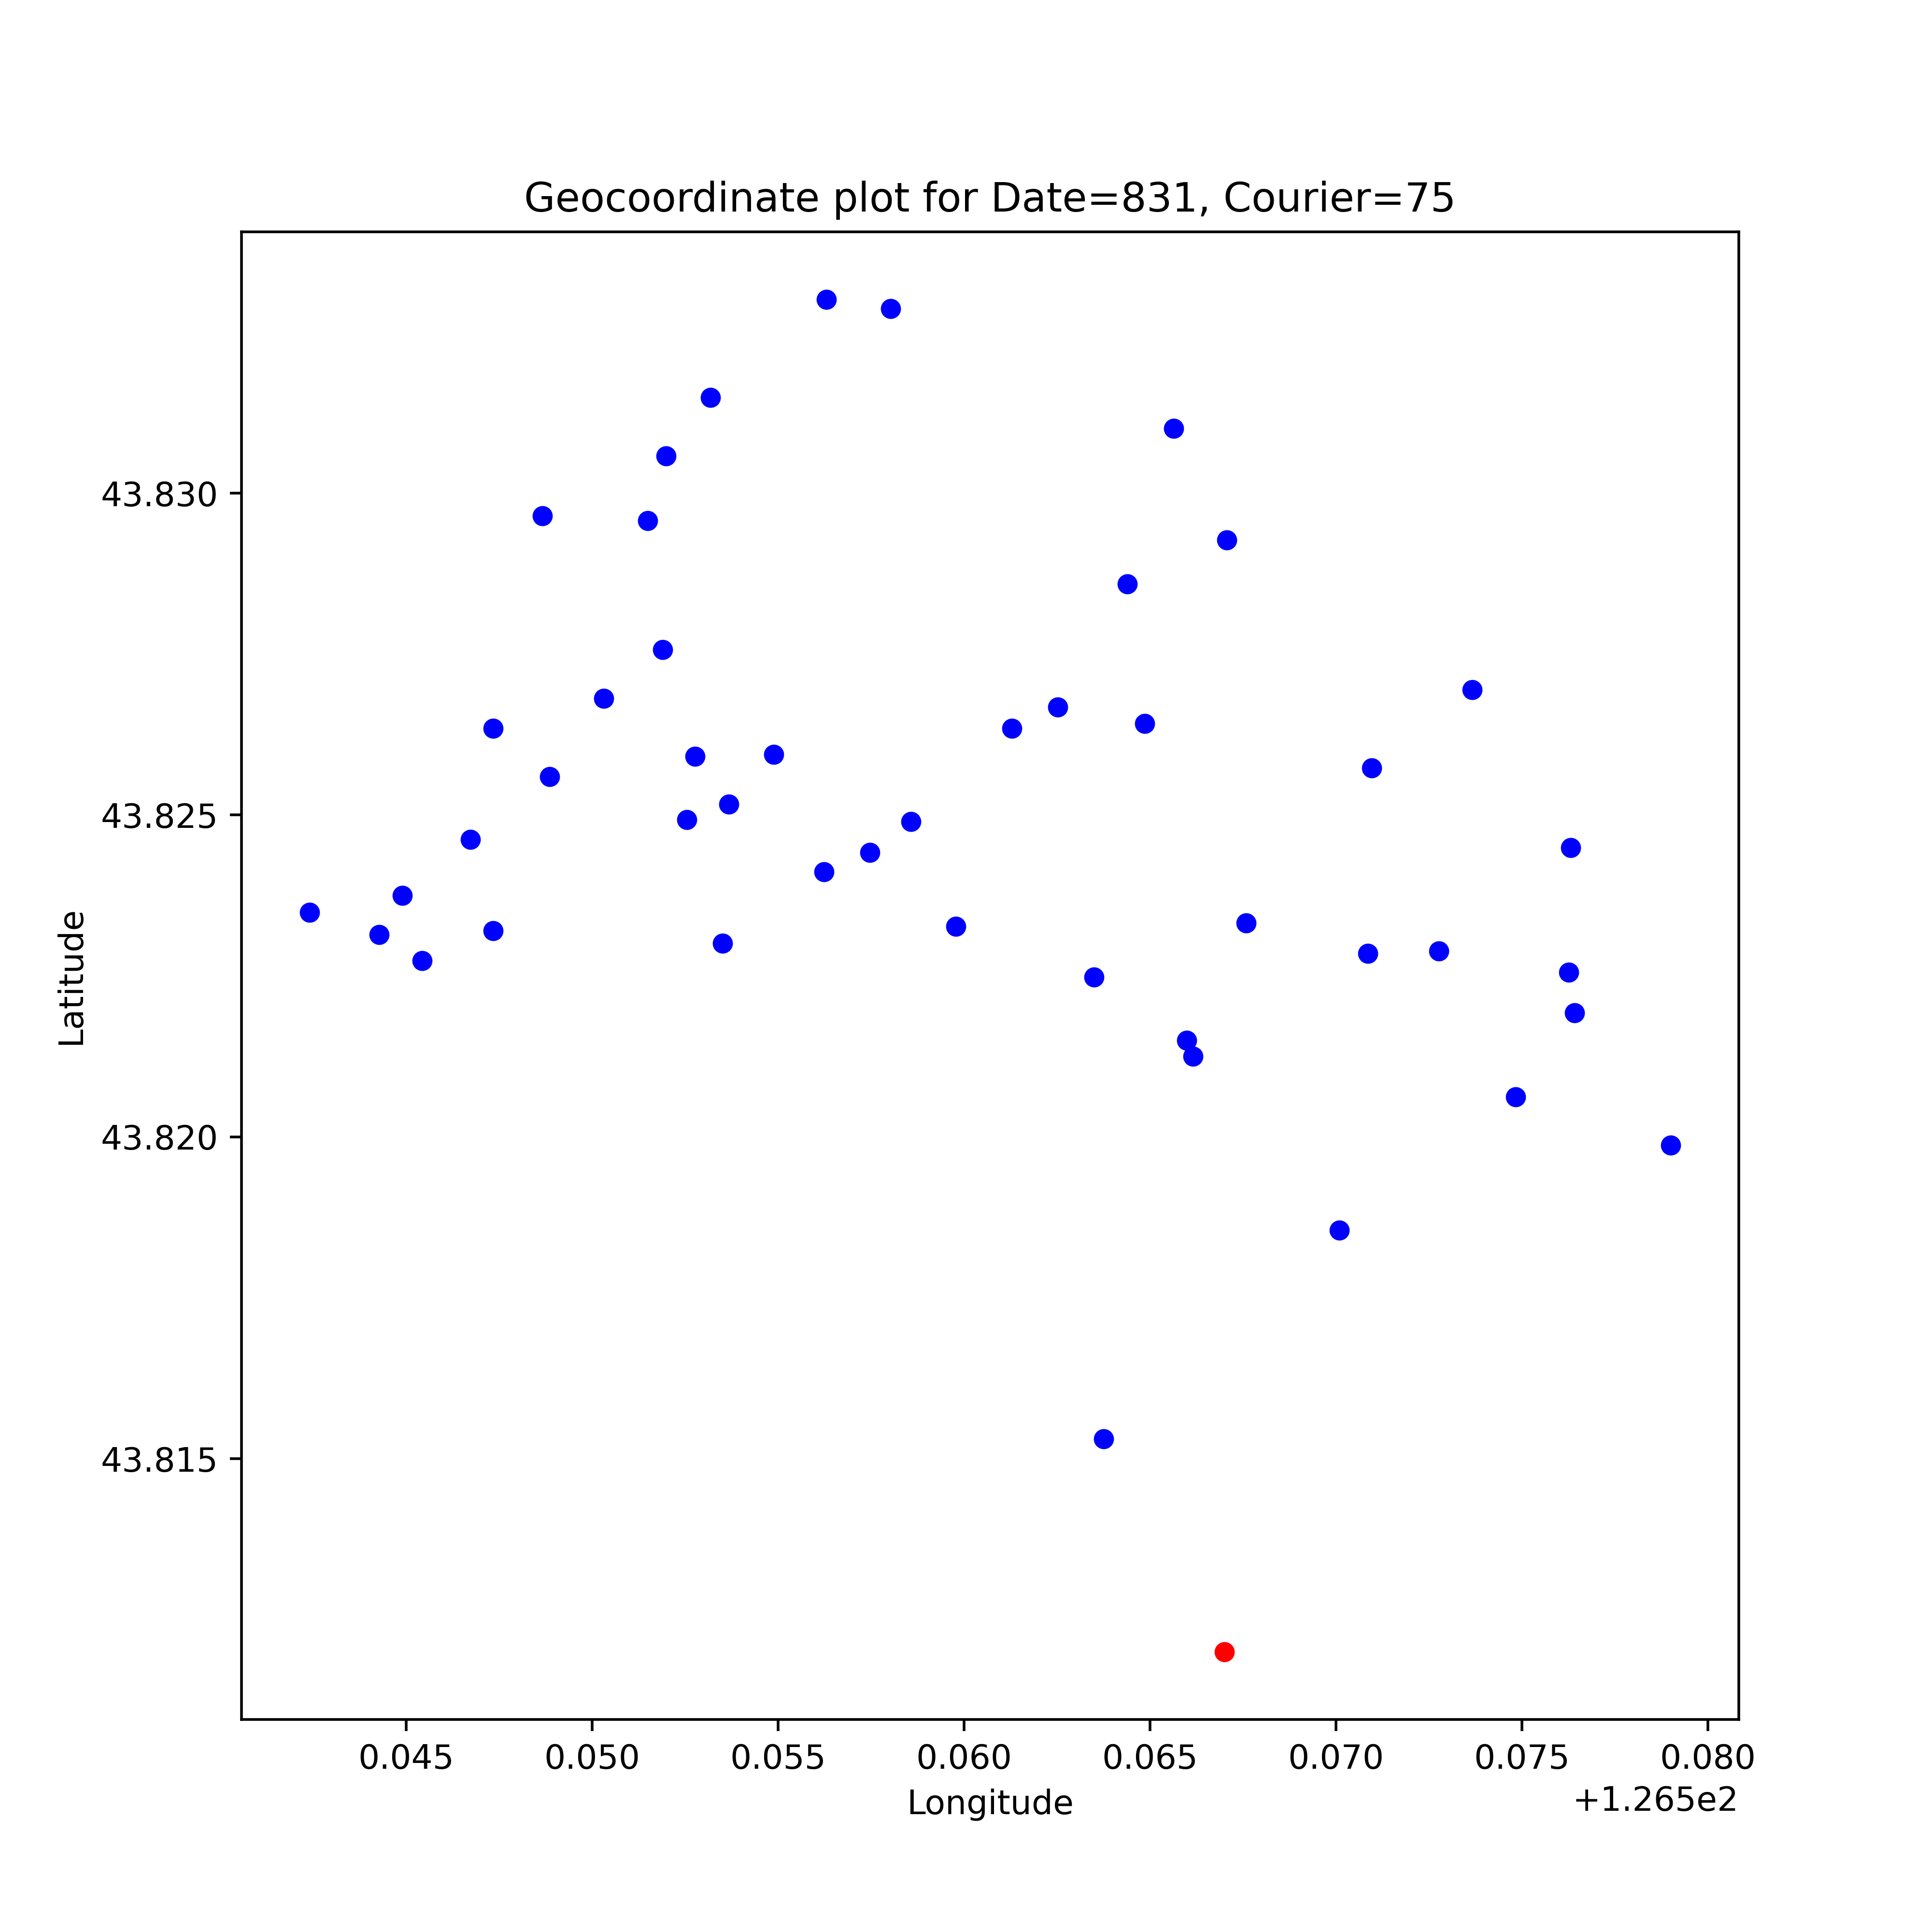 Geocoordinate plot for Date=831, Courier=75
43.830
43.825
43.820
43.815
Latitude
0.045 0.050 0.055 0.060 0.065 0.070 0.075 0.080
+1.265e2
Longitude